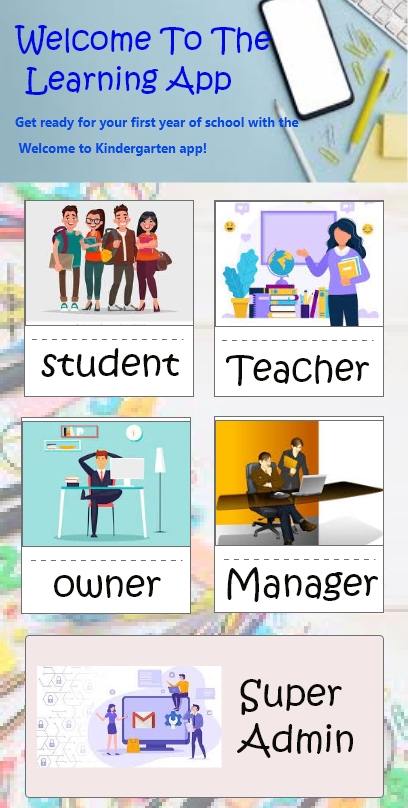 Welcome To The
Learning App
Get ready for your first year of school with the
Welcome to Kindergarten app!
student
Teacher
owner
Manager
Super
Admin